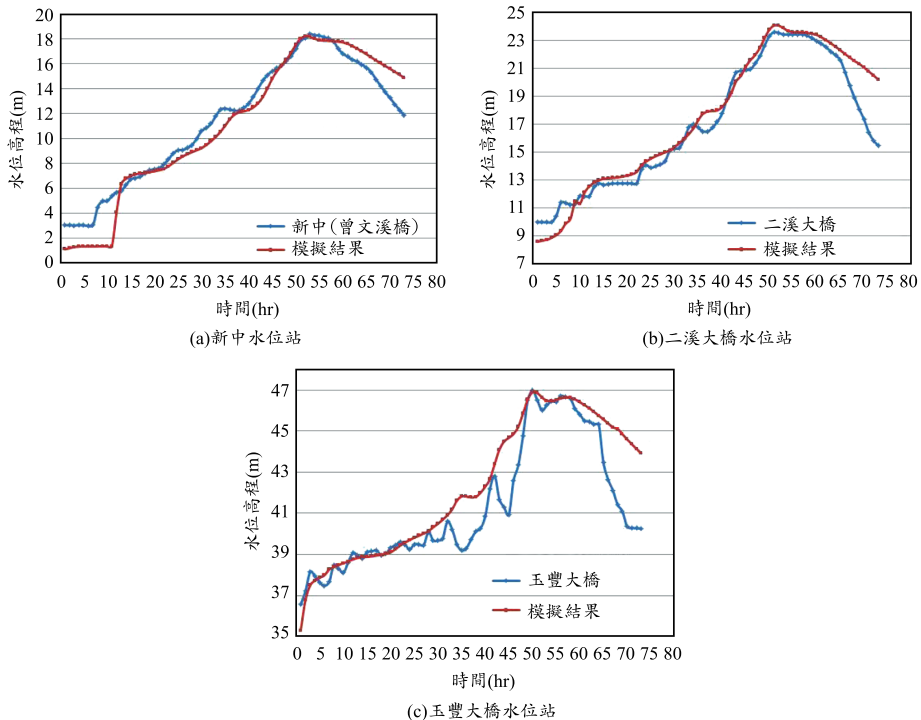 水位高程(m)
20
18
16
14
12
10
8
6
4
2
0
新中(曾文溪橋)
模擬結果
0 5 10 15 20 25 30 35 40 45 50 55 60 65 70 75 80
時間(hr)
(a)新中水位站
水位高程(m)
25
23
21
19
17
15
13
11
9
7
二溪大橋
模擬結果
0 5 10 15 20 25 30 35 40 45 50 55 60 65 70 75 80
時間(hr)
(b)二溪大橋水位站
水位高程(m)
47
45
43
41
39
37
35
玉豐大橋
模擬結果
0 5 10 15 20 25 30 35 40 45 50 55 60 65 70 75 80
時間(hr)
(c)玉豐大橋水位站